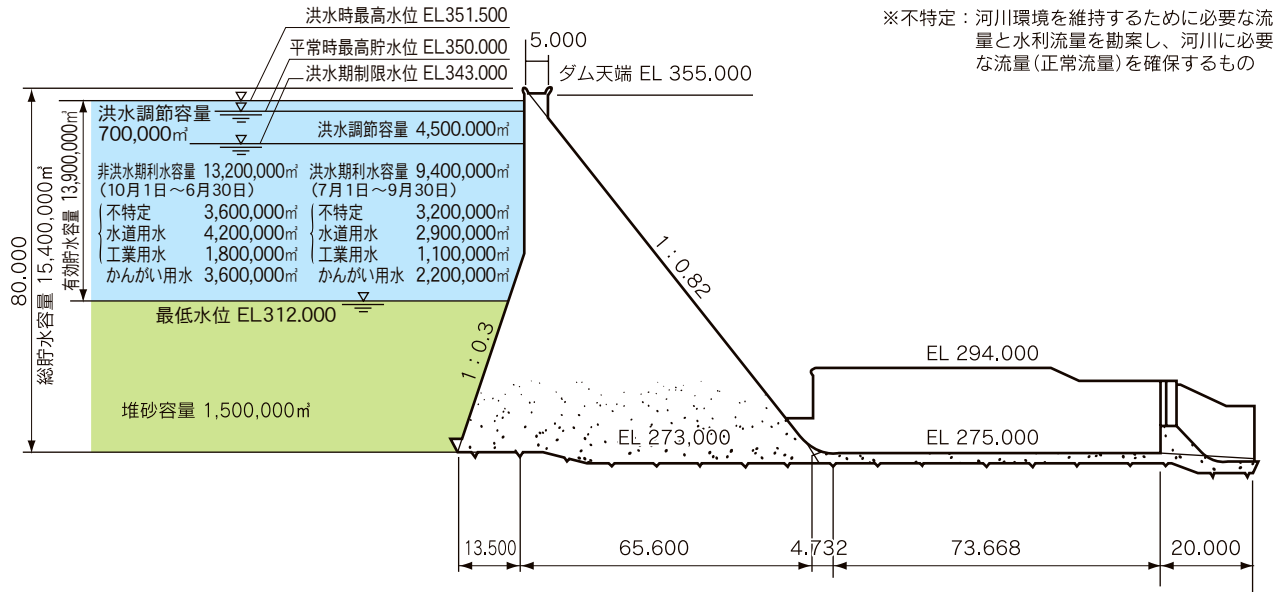 洪水時最高水位 EL351.500
平常時最高貯水位 EL350.000
洪水期制限水位 EL343.000
5.000
ダム天端 EL 355.000
※不特定：河川環境を維持するために必要な流
量と水利流量を勘案し、河川に必要
な流量(正常流量)を確保するもの
80.000
総貯水容量 15,400,000㎥
有効貯水容量 13,900,000㎥
洪水調節容量
700,000㎥
洪水調節容量 4,500.000㎥
非洪水期利水容量 13,200,000㎥
(10月1日～6月30日)
不特定 3,600,000㎥
水道用水 4,200,000㎥
工業用水 1,800,000㎥
かんがい用水 3,600,000㎥
洪水期利水容量 9,400,000㎥
(7月1日～9月30日)
不特定 3,200,000㎥
水道用水 2,900,000㎥
工業用水 1,100,000㎥
かんがい用水 2,200,000㎥
最低水位 EL312.000
堆砂容量 1,500,000㎥
1：0.3
1：0.82
EL 273,000
EL 294.000
EL 275.000
13.500
65.600
4.732
73.668
20.000